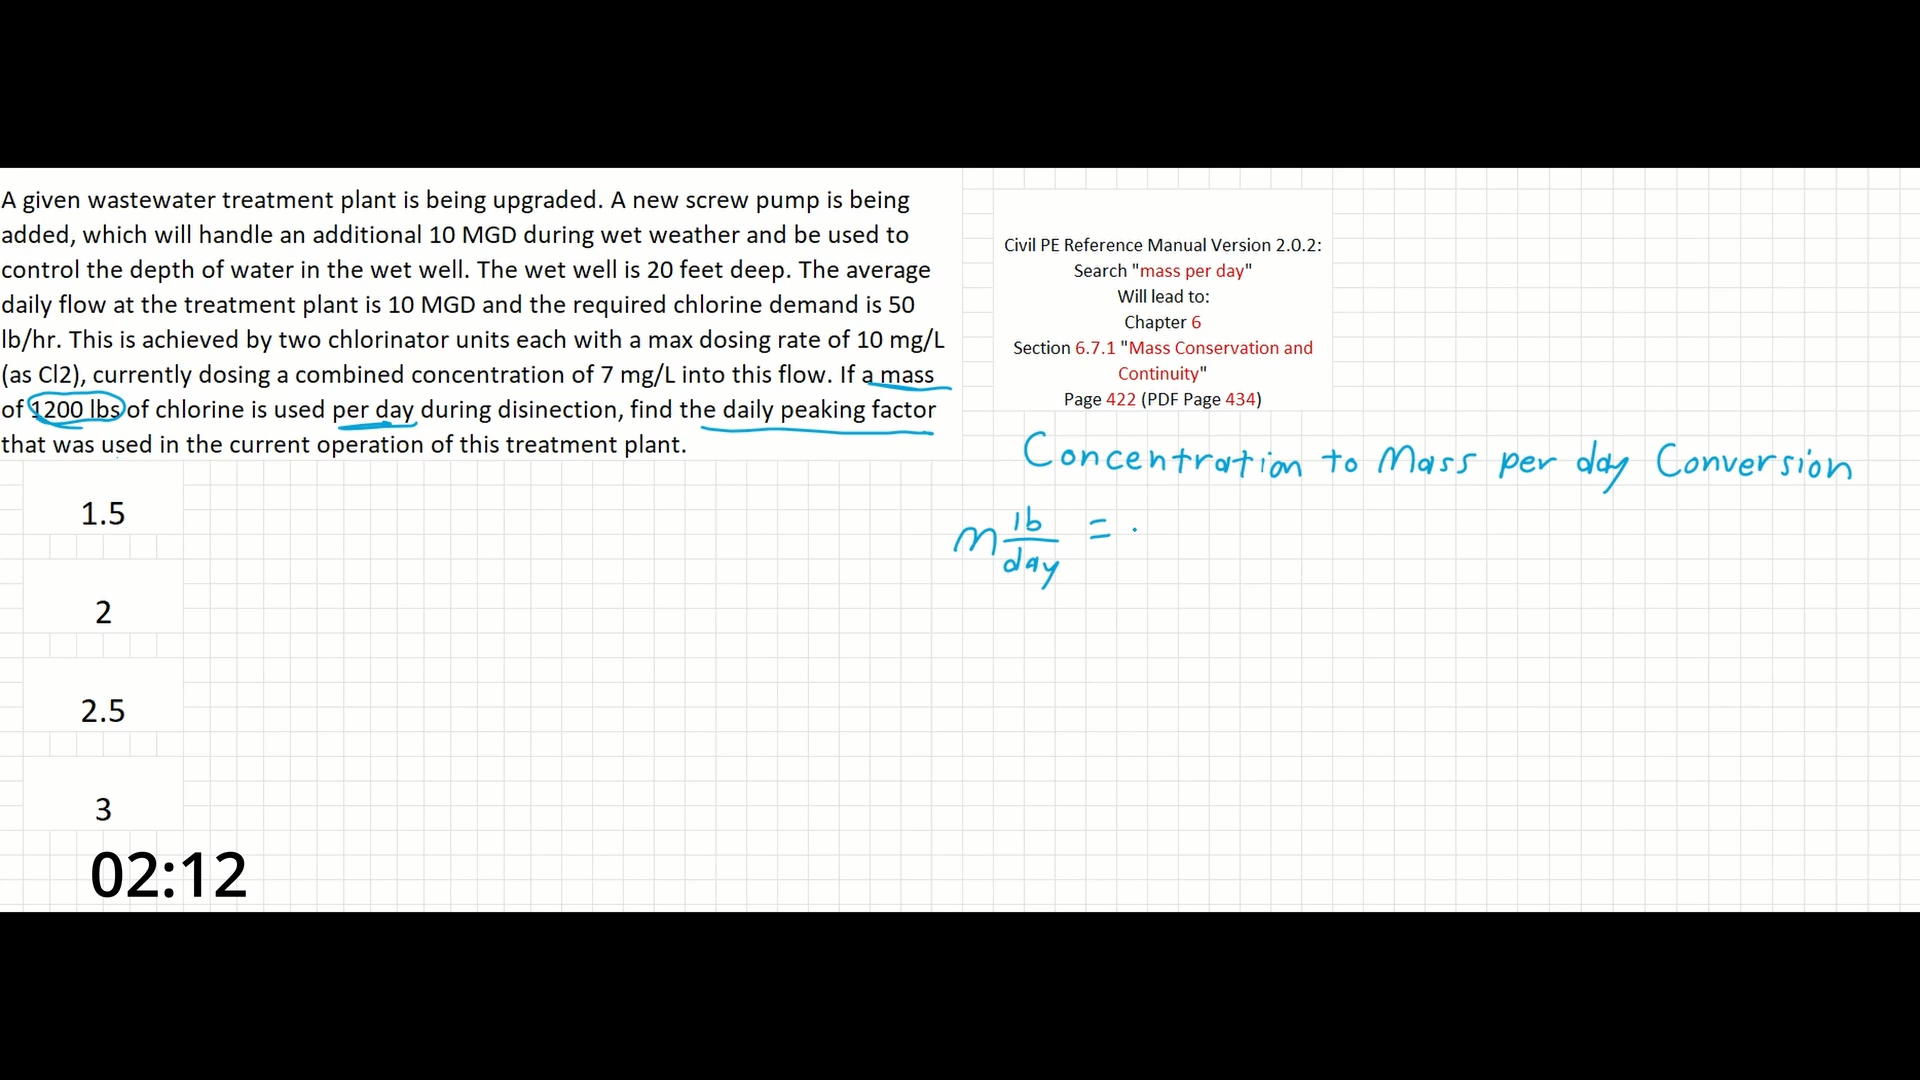 A given wastewater treatment plant is being upgraded. A new screw pump is being
added, which will handle an additional 10 MGD during wet weather and be used to
control the depth of water in the wet well. The wet well is 20 feet deep. The average
daily flow at the treatment plant is 10 MGD and the required chlorine demand is 50
lb/hr. This is achieved by two chlorinator units each with a max dosing rate of 10 mg/L
(as Cl2), currently dosing a combined concentration of 7 mg/L into this flow. If a mass
of 1200 lbs of chlorine is used per day during disinection, find the daily peaking factor
that was used in the current operation of this treatment plant.
1.5
2
2.5
3
02:12
Civil PE Reference Manual Version 2.0.2:
Search "mass per day"
Will lead to:
Chapter 6
Section 6.7.1 "Mass Conservation and
Continuity"
Page 422 (PDF Page 434)
Concentration to Mass per day Conversion
m lb/day = .